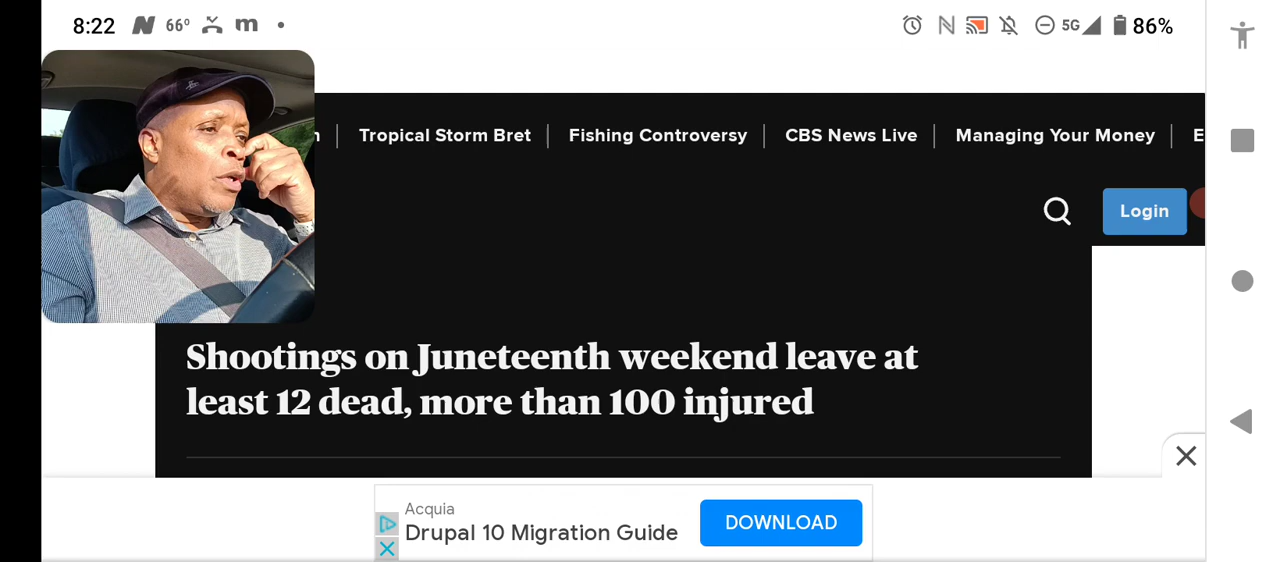 8:22 66° m 5G 86%
n Tropical Storm Bret Fishing Controversy CBS News Live Managing Your Money E
Login
Shootings on Juneteenth weekend leave at
least 12 dead, more than 100 injured
Acquia
Drupal 10 Migration Guide
DOWNLOAD